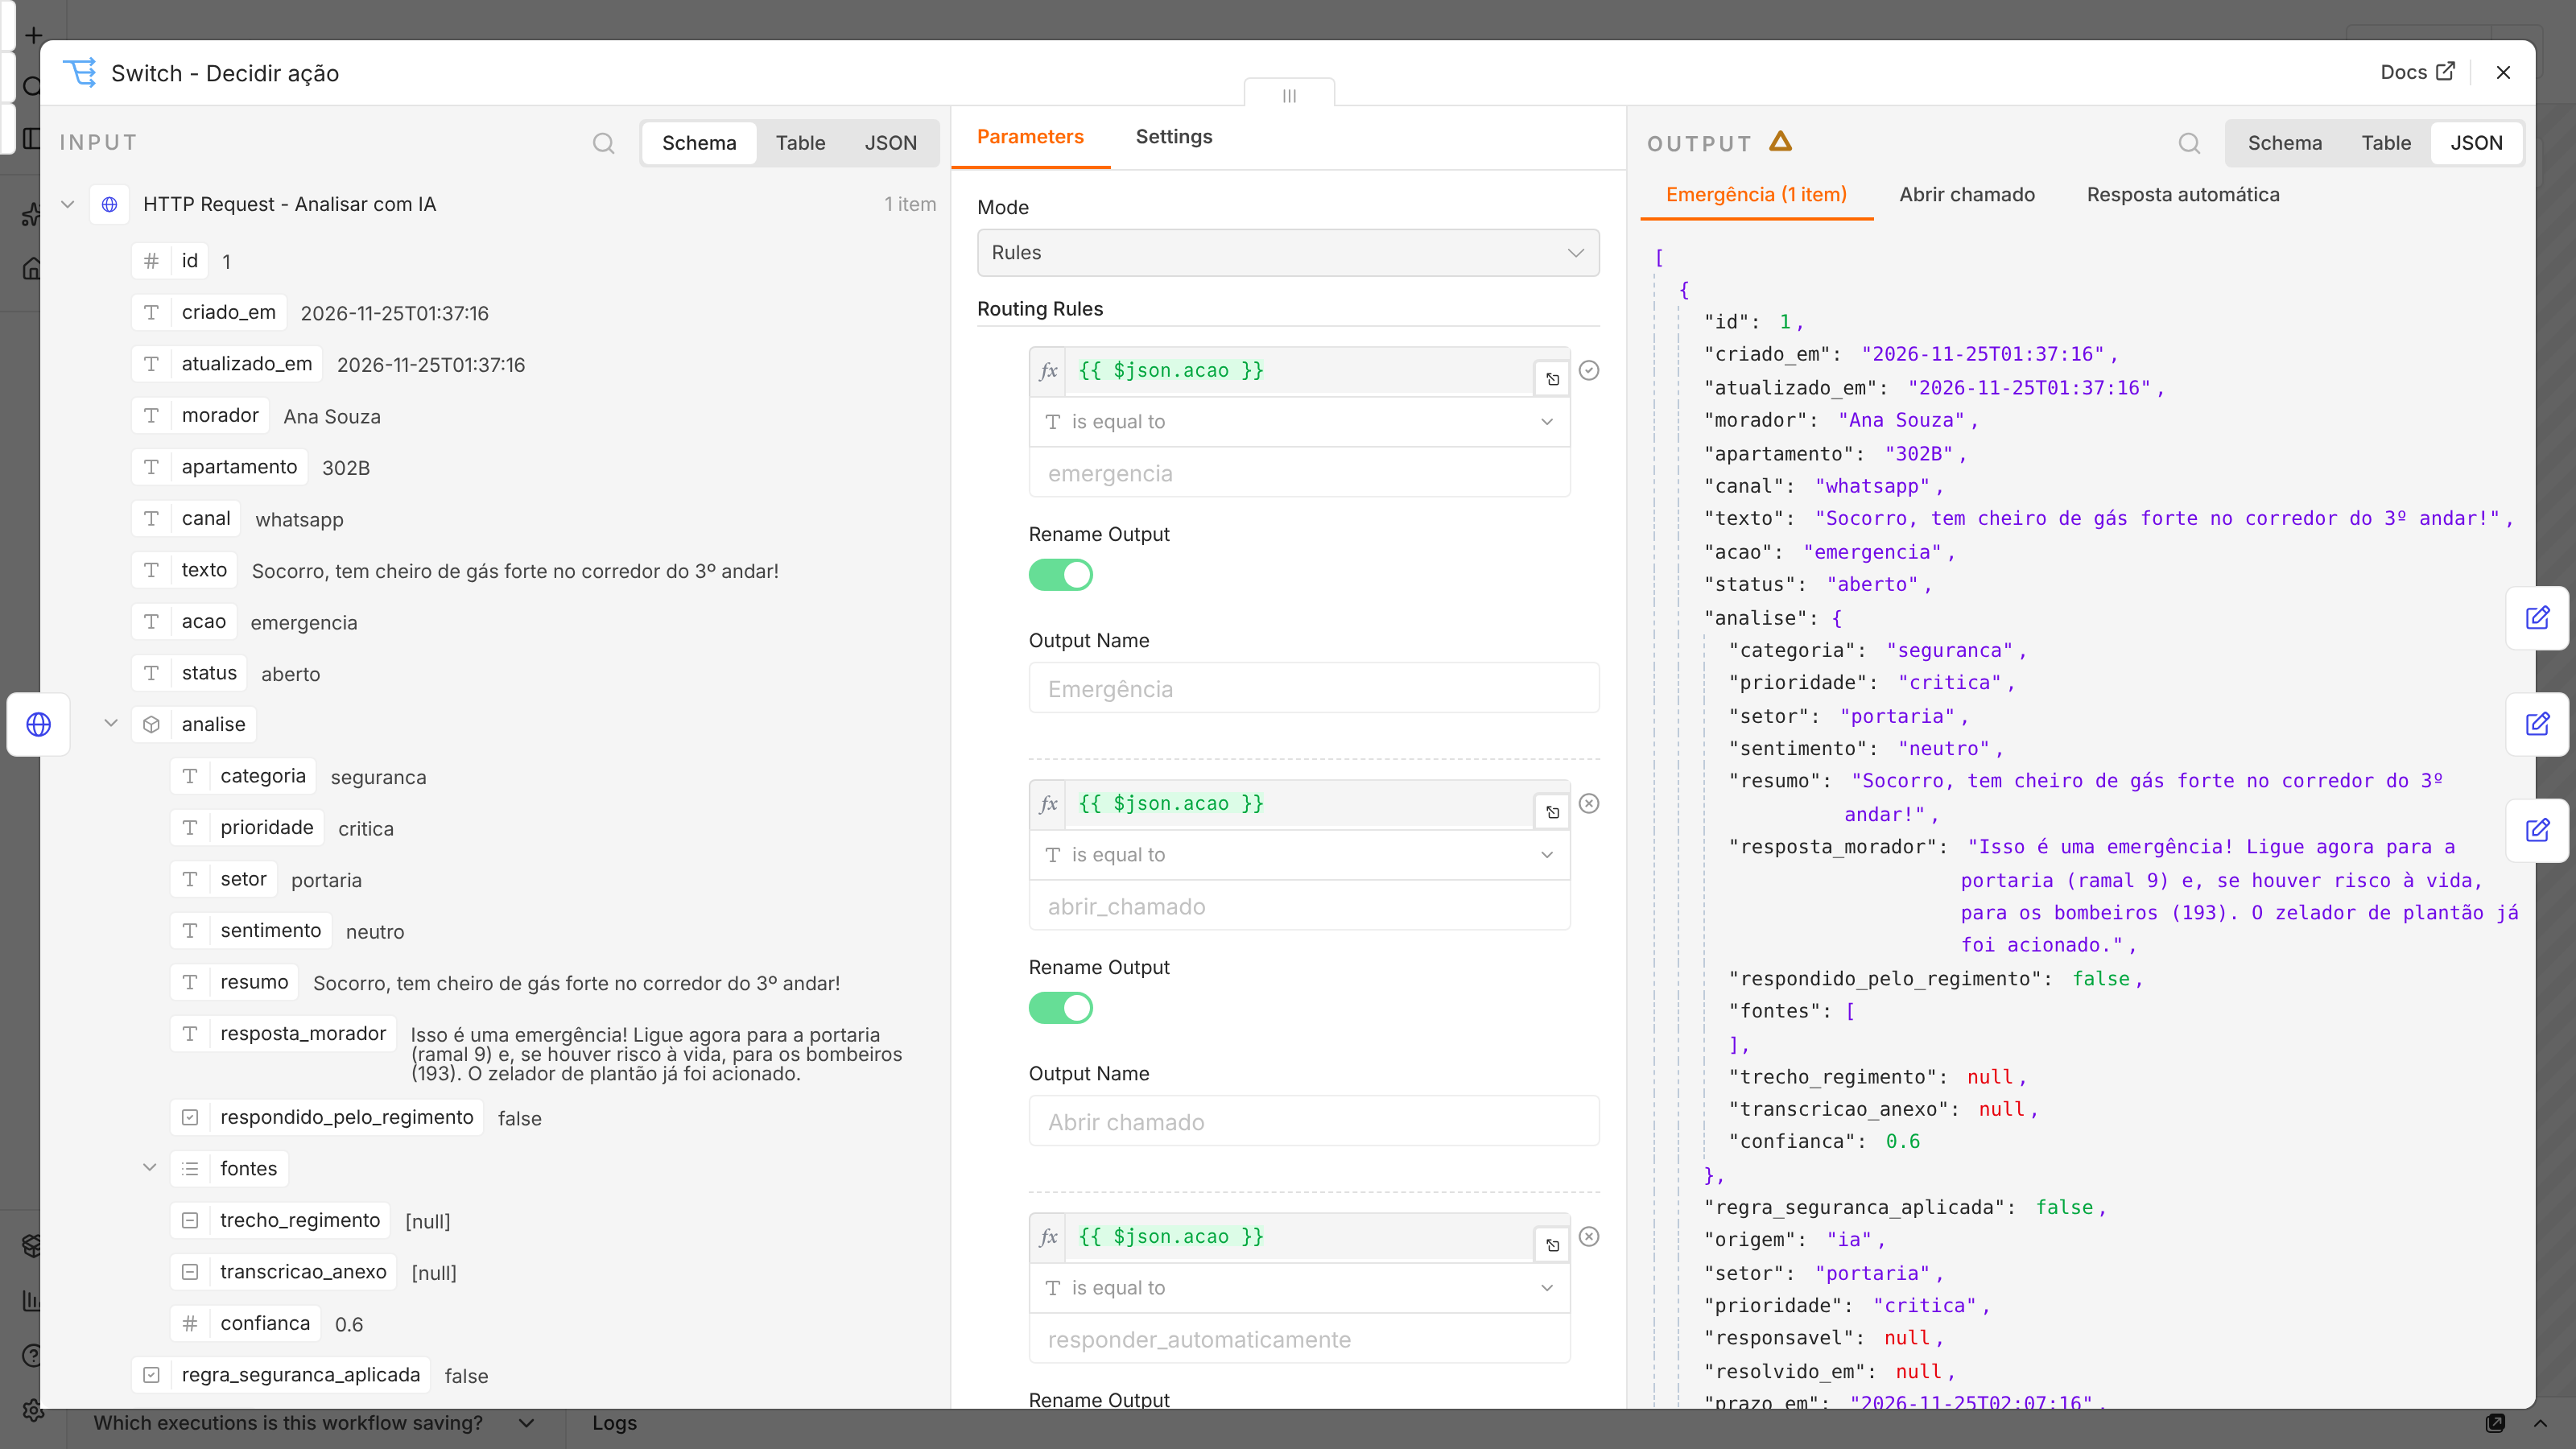 Switch - Decidir ação
Docs
INPUT
Schema
Table
JSON
HTTP Request - Analisar com IA
1 item
id
1
criado_em
2026-11-25T01:37:16
atualizado_em
2026-11-25T01:37:16
morador
Ana Souza
apartamento
302B
canal
whatsapp
texto
Socorro, tem cheiro de gás forte no corredor do 3º andar!
acao
emergencia
status
aberto
analise
categoria
seguranca
prioridade
critica
setor
portaria
sentimento
neutro
resumo
Socorro, tem cheiro de gás forte no corredor do 3º andar!
resposta_morador
Isso é uma emergência! Ligue agora para a portaria
(ramal 9) e, se houver risco à vida, para os bombeiros
(193). O zelador de plantão já foi acionado.
respondido_pelo_regimento
false
fontes
trecho_regimento
[null]
transcricao_anexo
[null]
confianca
0.6
regra_seguranca_aplicada
false
Parameters
Settings
Mode
Rules
Routing Rules
fx {{ $json.acao }}
T is equal to
emergencia
Rename Output
Output Name
Emergência
fx {{ $json.acao }}
T is equal to
abrir_chamado
Rename Output
Output Name
Abrir chamado
fx {{ $json.acao }}
T is equal to
responder_automaticamente
Rename Output
OUTPUT
Schema
Table
JSON
Emergência (1 item)
Abrir chamado
Resposta automática
[
{
"id": 1,
"criado_em": "2026-11-25T01:37:16",
"atualizado_em": "2026-11-25T01:37:16",
"morador": "Ana Souza",
"apartamento": "302B",
"canal": "whatsapp",
"texto": "Socorro, tem cheiro de gás forte no corredor do 3º andar!",
"acao": "emergencia",
"status": "aberto",
"analise": {
"categoria": "seguranca",
"prioridade": "critica",
"setor": "portaria",
"sentimento": "neutro",
"resumo": "Socorro, tem cheiro de gás forte no corredor do 3º
andar!",
"resposta_morador": "Isso é uma emergência! Ligue agora para a
portaria (ramal 9) e, se houver risco à vida,
para os bombeiros (193). O zelador de plantão já
foi acionado.",
"respondido_pelo_regimento": false,
"fontes": [
],
"trecho_regimento": null,
"transcricao_anexo": null,
"confianca": 0.6
},
"regra_seguranca_aplicada": false,
"origem": "ia",
"setor": "portaria",
"prioridade": "critica",
"responsavel": null,
"resolvido_em": null,
"prazo_em": "2026-11-25T02:07:16",
Which executions is this workflow saving?
Logs